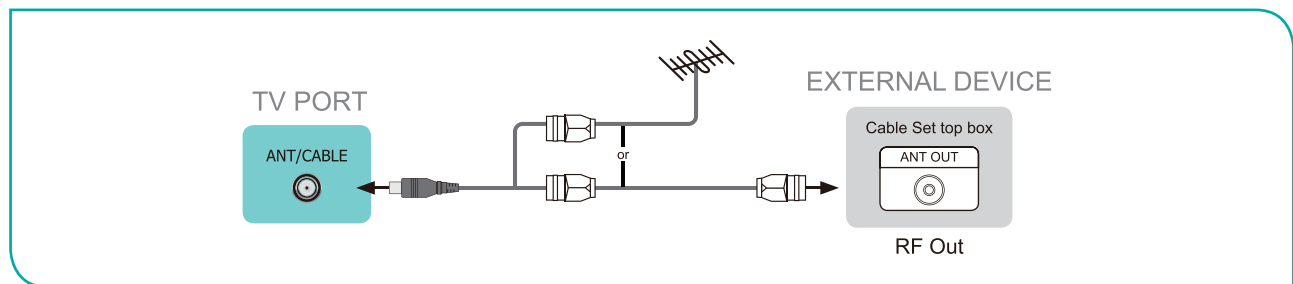 TV PORT
ANT/CABLE
or
EXTERNAL DEVICE
Cable Set top box
ANT OUT
RF Out